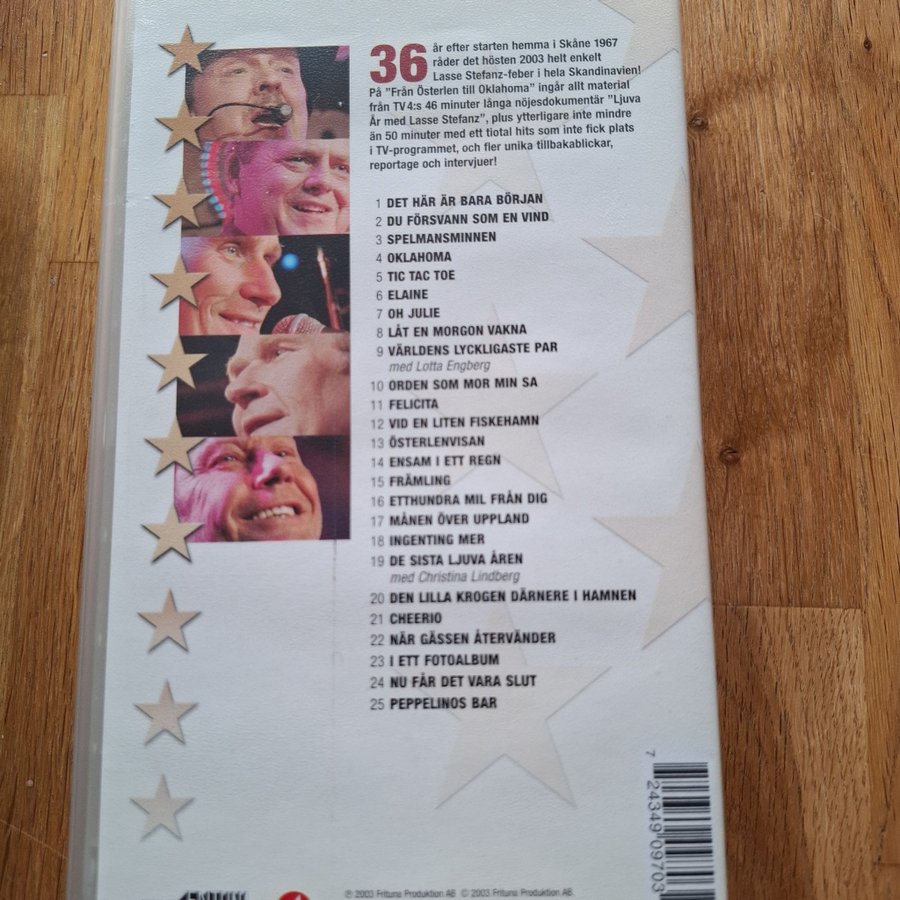 36 år efter starten hemma i Skåne 1967
råder det hösten 2003 helt enkelt
Lasse Stefanz-feber i hela Skandinavien!
På ”Från Österlen till Oklahoma” ingår allt material
från TV4:s 46 minuter långa nöjesdokumentär ”Ljuva
År med Lasse Stefanz”, plus ytterligare inte mindre
än 50 minuter med ett tiotal hits som inte fick plats
i TV-programmet, och fler unika tillbakablickar,
reportage och intervjuer!
1 DET HÄR ÄR BARA BÖRJAN
2 DU FÖRSVANN SOM EN VIND
3 SPELMANSMINNEN
4 OKLAHOMA
5 TIC TAC TOE
6 ELAINE
7 OH JULIE
8 LÅT EN MORGON VAKNA
9 VÄRLDENS LYCKLIGASTE PAR
med Lotta Engberg
10 ORDEN SOM MOR MIN SA
11 FELICITA
12 VID EN LITEN FISKEHAMN
13 ÖSTERLENVISAN
14 ENSAM I ETT REGN
15 FRÄMLING
16 ETTHUNDRA MIL FRÅN DIG
17 MÅNEN ÖVER UPPLAND
18 INGENTING MER
19 DE SISTA LJUVA ÅREN
med Christina Lindberg
20 DEN LILLA KROGEN DÄRNERE I HAMNEN
21 CHEERIO
22 NÄR GÄSSEN ÅTERVÄNDER
23 I ETT FOTOALBUM
24 NU FÅR DET VARA SLUT
25 PEPPELINOS BAR
7 24349 09703
℗ 2003 Frituna Produktion AB © 2003 Frituna Produktion AB.